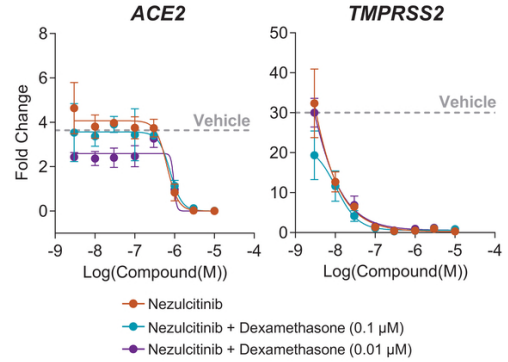 ACE2
TMPRSS2
Fold Change
8
6
4
2
0
Vehicle
-9 -8 -7 -6 -5 -4
Log(Compound(M))
50
40
30
20
10
0
Vehicle
-9 -8 -7 -6 -5 -4
Log(Compound(M))
Nezulcitinib
Nezulcitinib + Dexamethasone (0.1 μM)
Nezulcitinib + Dexamethasone (0.01 μM)